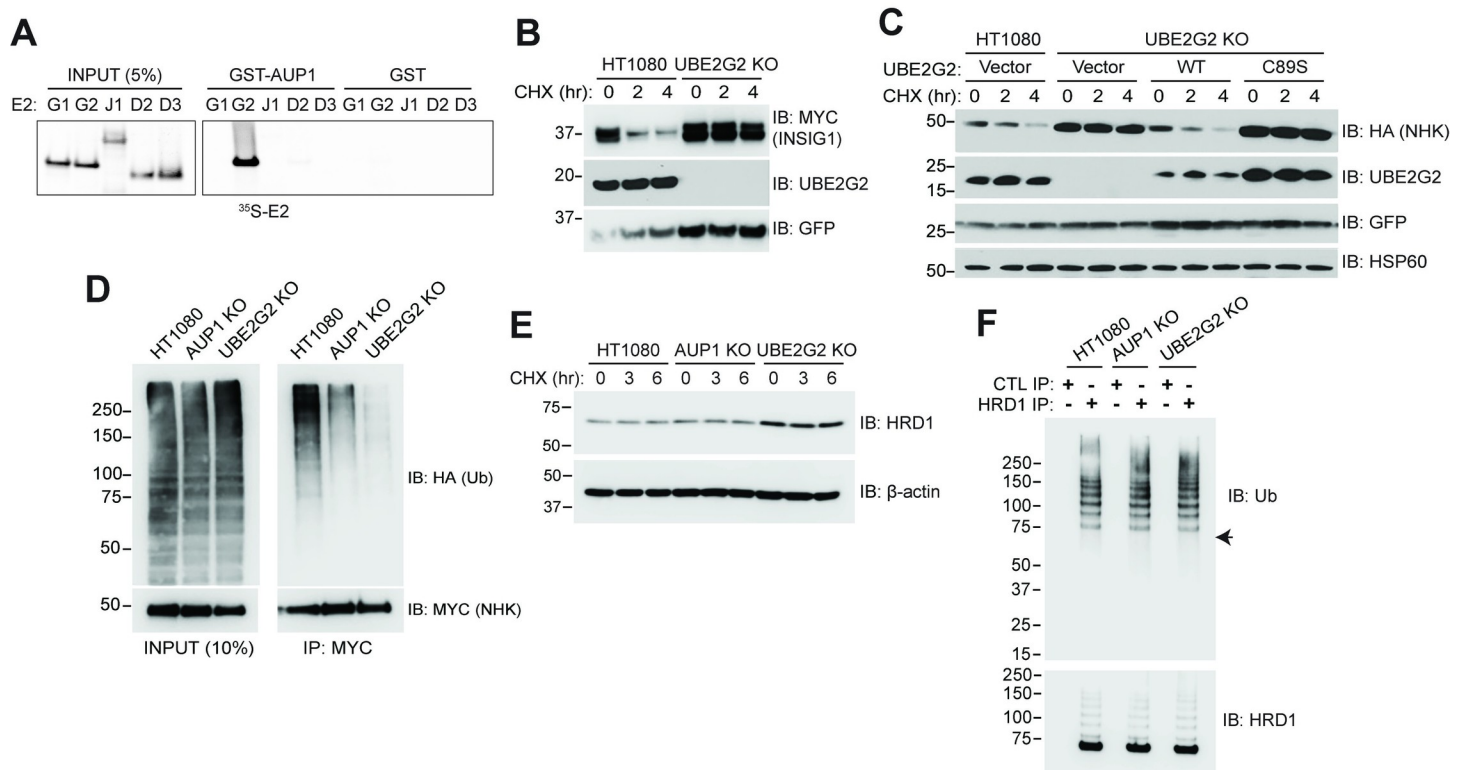 A
INPUT (5%) GST-AUP1 GST
E2: G1 G2 J1 D2 D3 G1 G2 J1 D2 D3 G1 G2 J1 D2 D3
35S-E2
B
HT1080 UBE2G2 KO
CHX (hr): 0 2 4 0 2 4
37- IB: MYC (INSIG1)
20- IB: UBE2G2
37- IB: GFP
C
HT1080 UBE2G2 KO
UBE2G2: Vector Vector WT C89S
CHX (hr): 0 2 4 0 2 4 0 2 4 0 2 4
50- IB: HA (NHK)
25-
15- IB: UBE2G2
25- IB: GFP
50- IB: HSP60
D
HT1080 AUP1 KO UBE2G2 KO HT1080 AUP1 KO UBE2G2 KO
250-
150-
100- IB: HA (Ub)
75-
50-
50- IB: MYC (NHK)
INPUT (10%) IP: MYC
E
HT1080 AUP1 KO UBE2G2 KO
CHX (hr): 0 3 6 0 3 6 0 3 6
75-
IB: HRD1
50-
50-
IB: β-actin
37-
F
HT1080 AUP1 KO UBE2G2 KO
CTL IP: + - + - + -
HRD1 IP: - + - + - +
250-
150-
100- IB: Ub
75-
50-
37-
25-
15-
250-
150-
100- IB: HRD1
75-